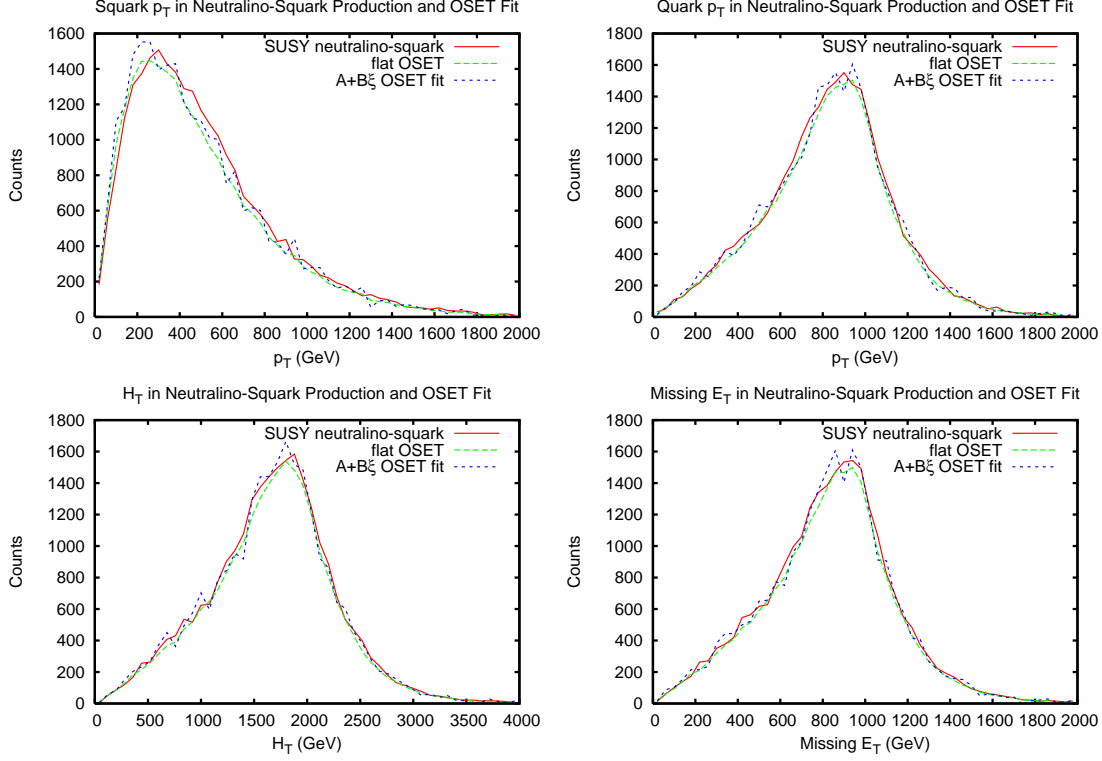 Squark p_T in Neutralino-Squark Production and OSET Fit
1600
1400
1200
1000
800
600
400
200
0
Counts
SUSY neutralino-squark
flat OSET
A+Bξ OSET fit
0 200 400 600 800 1000 1200 1400 1600 1800 2000
p_T (GeV)
Quark p_T in Neutralino-Squark Production and OSET Fit
1800
1600
1400
1200
1000
800
600
400
200
0
Counts
SUSY neutralino-squark
flat OSET
A+Bξ OSET fit
0 200 400 600 800 1000 1200 1400 1600 1800 2000
p_T (GeV)
H_T in Neutralino-Squark Production and OSET Fit
1800
1600
1400
1200
1000
800
600
400
200
0
Counts
SUSY neutralino-squark
flat OSET
A+Bξ OSET fit
0 500 1000 1500 2000 2500 3000 3500 4000
H_T (GeV)
Missing E_T in Neutralino-Squark Production and OSET Fit
1800
1600
1400
1200
1000
800
600
400
200
0
Counts
SUSY neutralino-squark
flat OSET
A+Bξ OSET fit
0 200 400 600 800 1000 1200 1400 1600 1800 2000
Missing E_T (GeV)